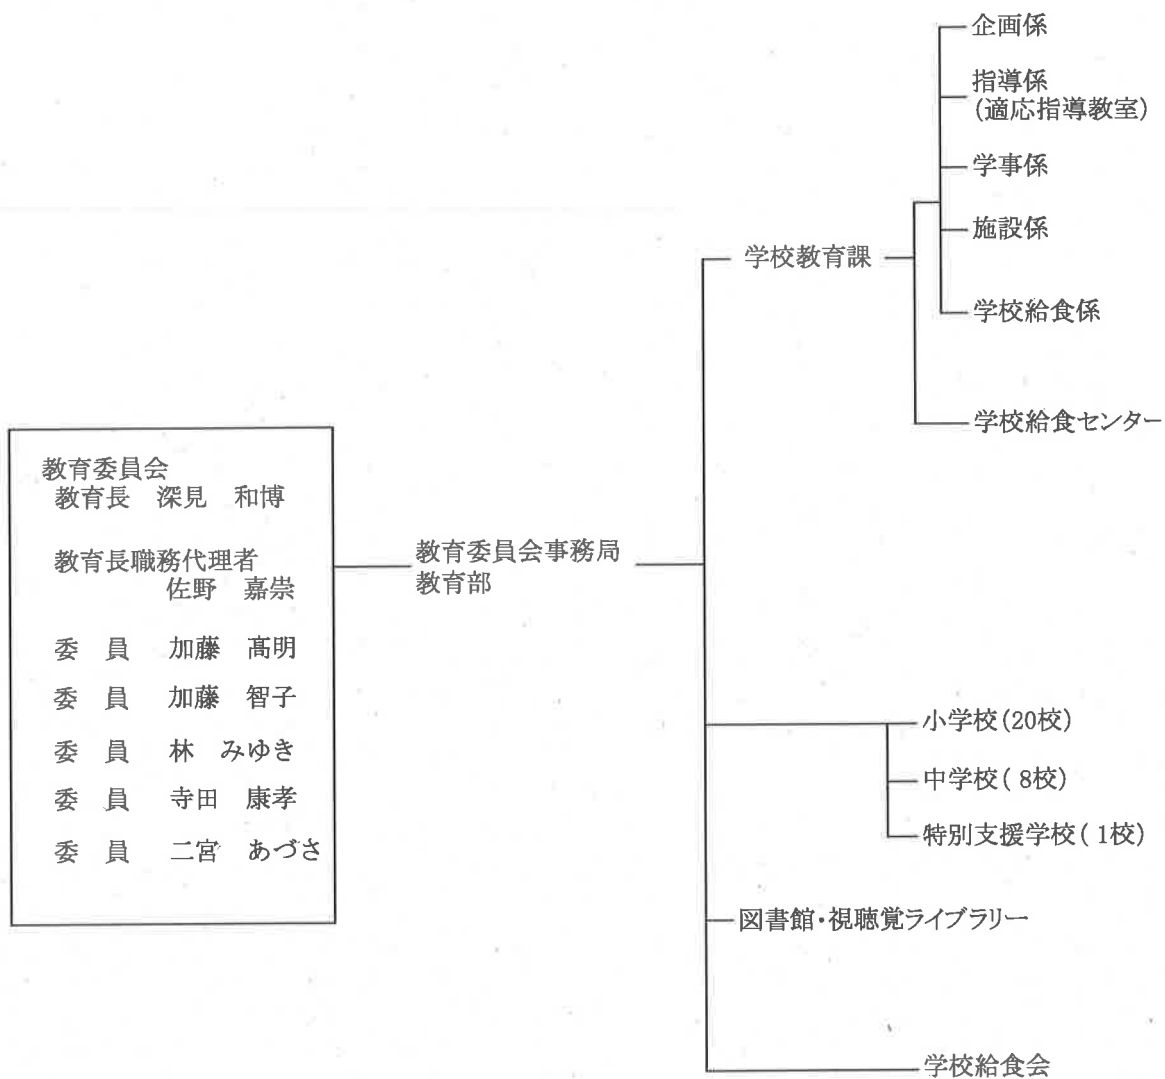 教育委員会
教育長　深見　和博
教育長職務代理者
佐野　嘉崇
委　員　加藤　髙明
委　員　加藤　智子
委　員　林　みゆき
委　員　寺田　康孝
委　員　二宮　あづさ
教育委員会事務局
教育部
学校教育課
企画係
指導係
(適応指導教室)
学事係
施設係
学校給食係
学校給食センター
小学校(20校)
中学校( 8校)
特別支援学校( 1校)
図書館・視聴覚ライブラリー
学校給食会